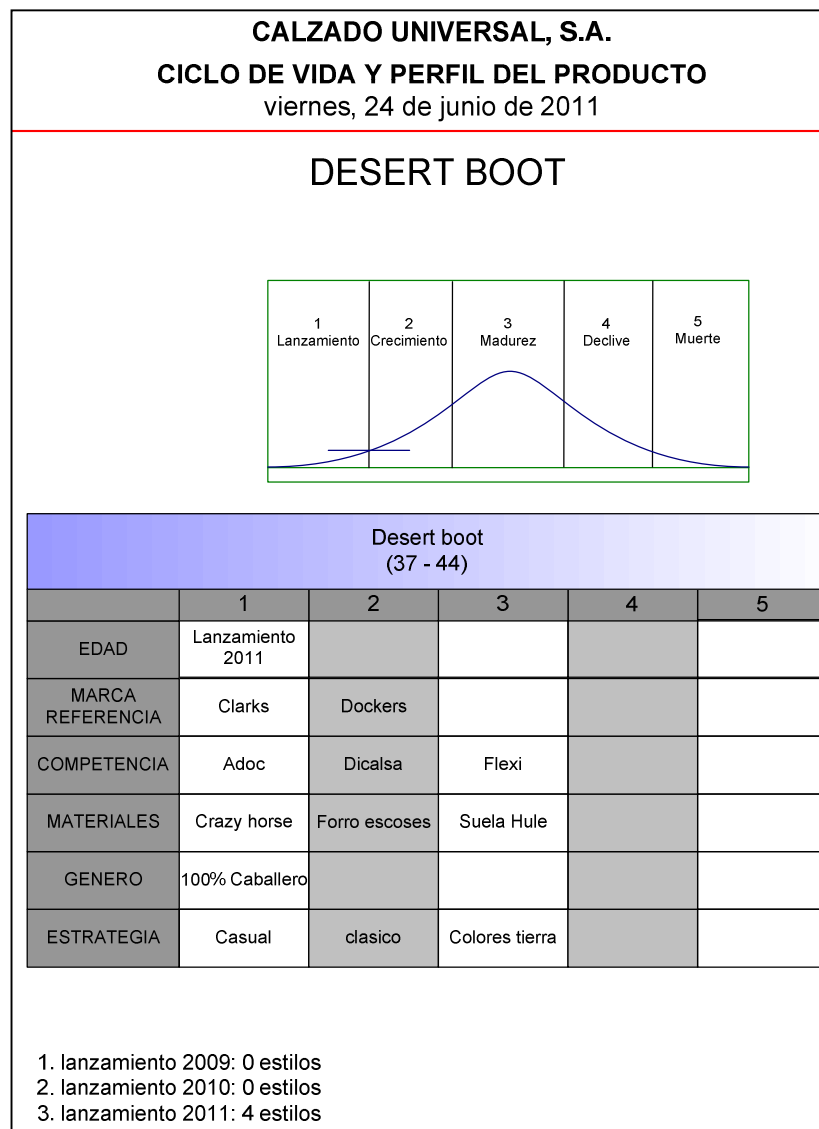 CALZADO UNIVERSAL, S.A.
CICLO DE VIDA Y PERFIL DEL PRODUCTO
viernes, 24 de junio de 2011
DESERT BOOT
1
Lanzamiento
2
Crecimiento
3
Madurez
4
Declive
5
Muerte
Desert boot
(37 - 44)
1 2 3 4 5
EDAD
Lanzamiento
2011
MARCA
REFERENCIA
Clarks
Dockers
COMPETENCIA Adoc Dicalsa Flexi
MATERIALES Crazy horse Forro escoses Suela Hule
GENERO 100% Caballero
ESTRATEGIA Casual clasico Colores tierra
1. lanzamiento 2009: 0 estilos
2. lanzamiento 2010: 0 estilos
3. lanzamiento 2011: 4 estilos